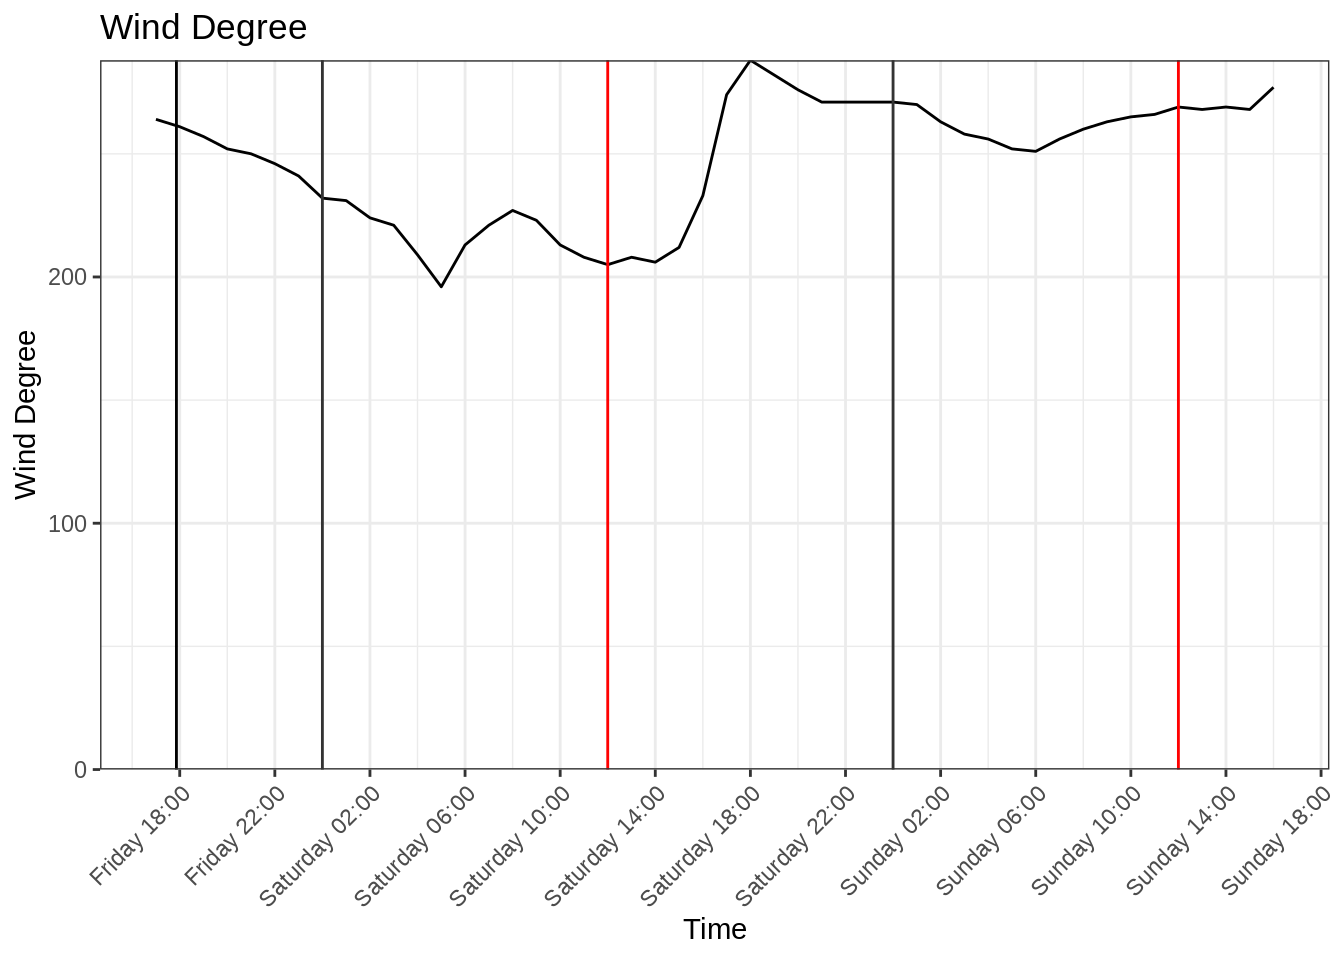 Wind Degree
Wind Degree
200
100
0
Friday 18:00
Friday 22:00
Saturday 02:00
Saturday 06:00
Saturday 10:00
Saturday 14:00
Saturday 18:00
Saturday 22:00
Sunday 02:00
Sunday 06:00
Sunday 10:00
Sunday 14:00
Sunday 18:00
Time